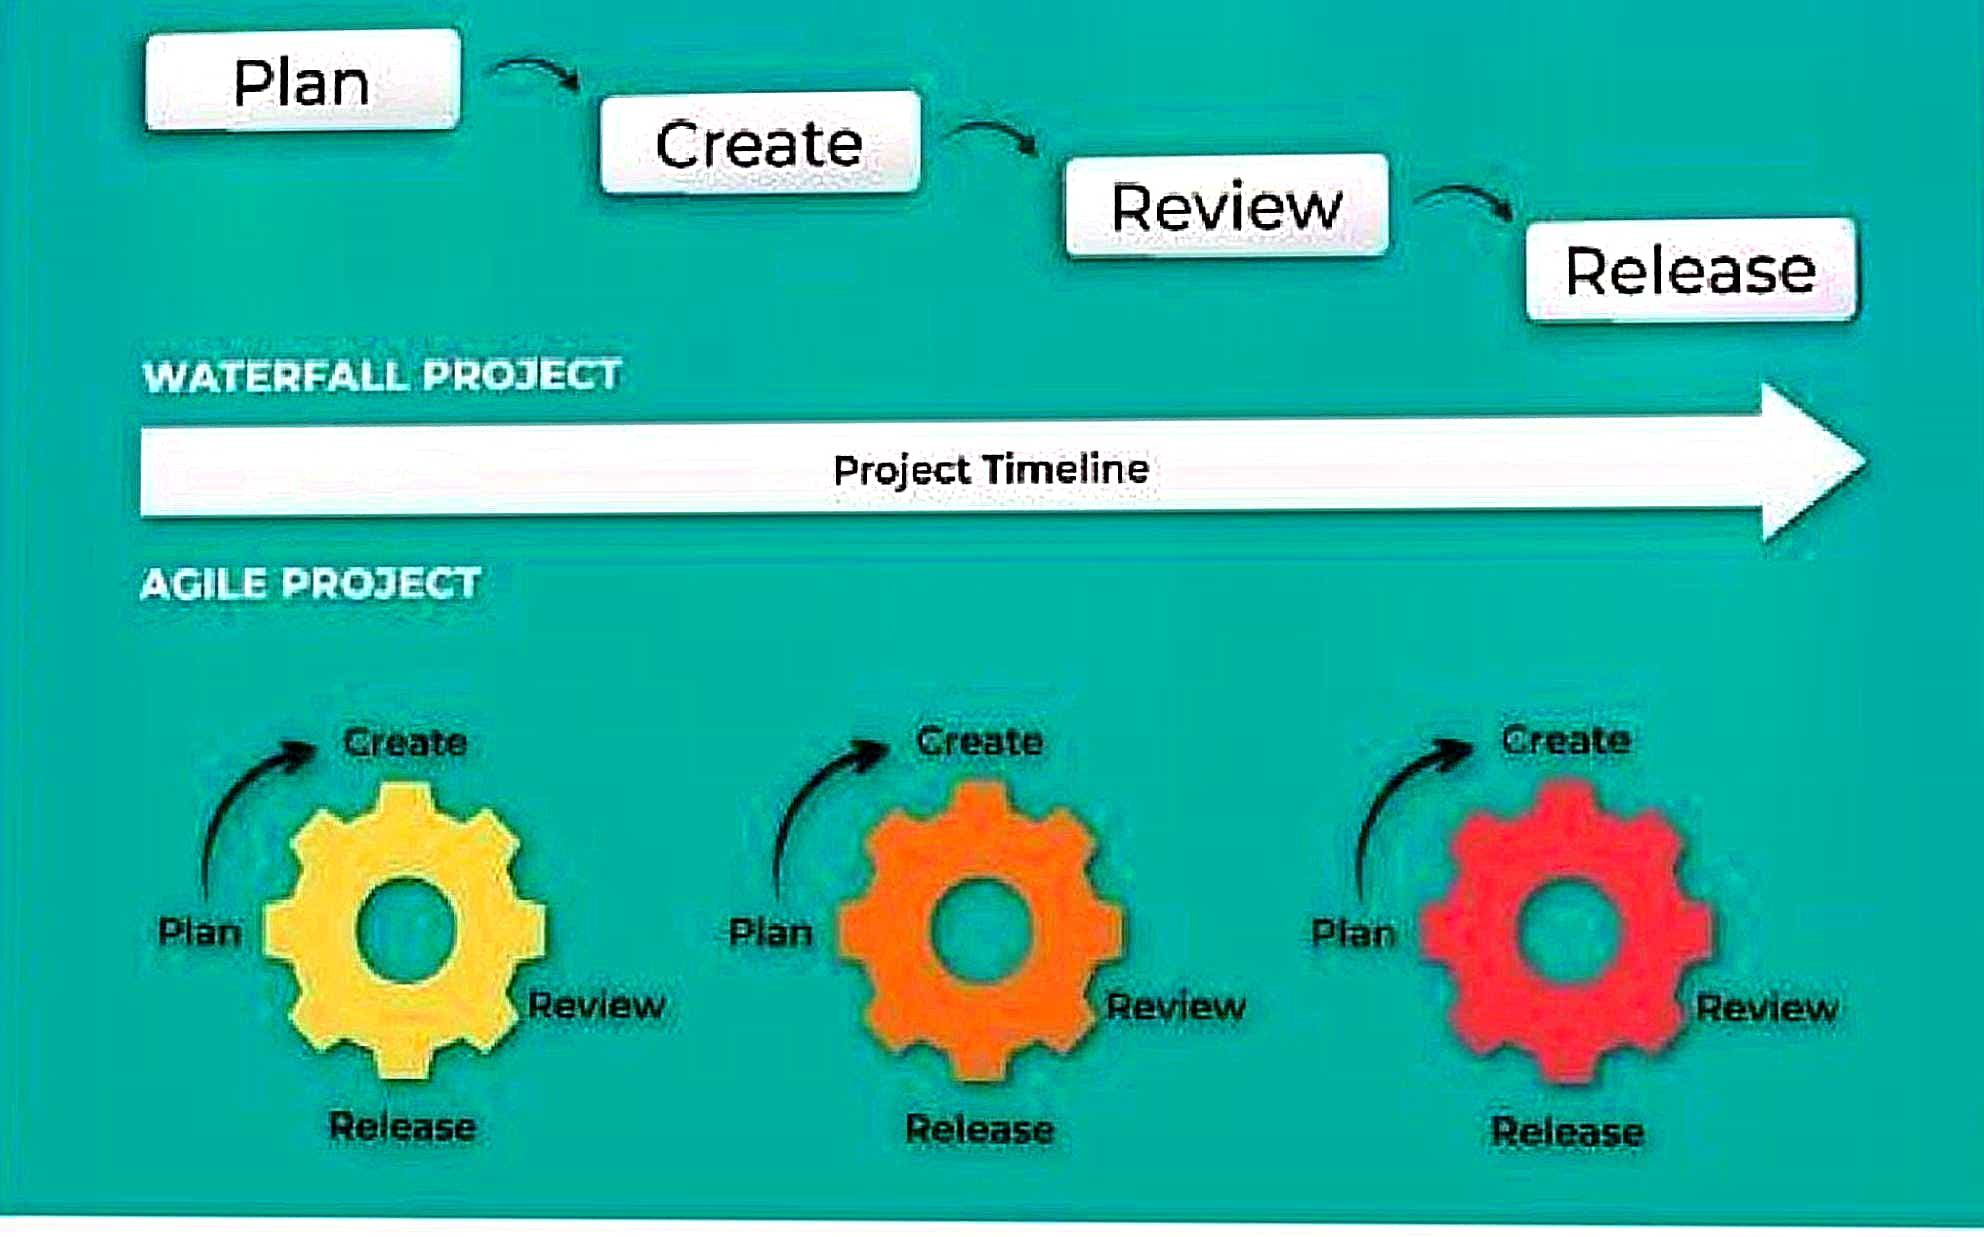 Plan
Create
Review
Release
WATERFALL PROJECT
Project Timeline
AGILE PROJECT
Create
Plan
Review
Release
Create
Plan
Review
Release
Create
Plan
Review
Release